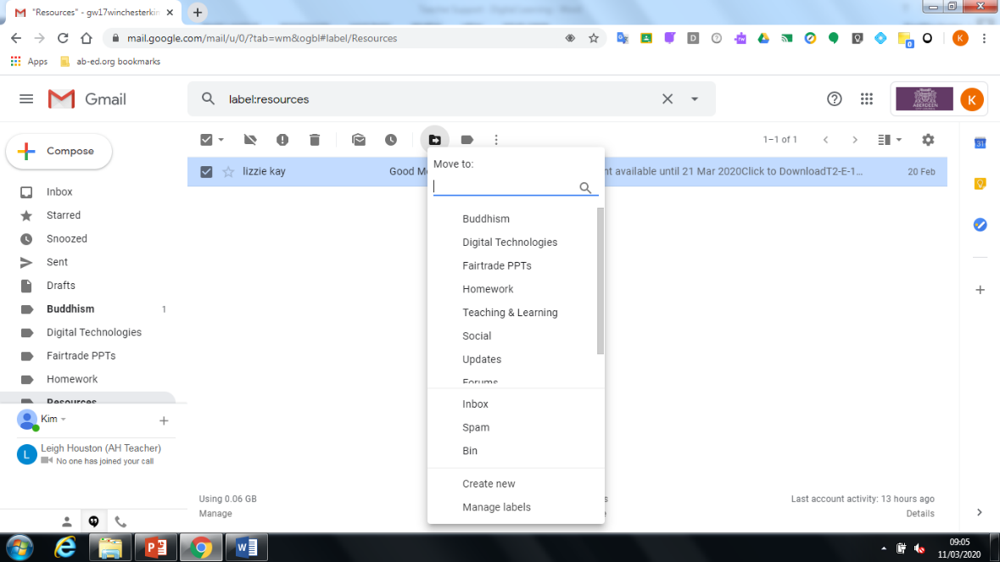 "Resources" - gw17winchesterkin
mail.google.com/mail/u/0/?tab=wm&ogbl#label/Resources
Apps
ab-ed.org bookmarks
Gmail
label:resources
ABERDEEN
CITY COUNCIL
K
Compose
1–1 of 1
31
Move to:
lizzie kay
Good M
nt available until 21 Mar 2020Click to DownloadT2-E-1…
20 Feb
Inbox
Starred
Snoozed
Sent
Drafts
Buddhism 1
Digital Technologies
Fairtrade PPTs
Homework
Resources
Buddhism
Digital Technologies
Fairtrade PPTs
Homework
Teaching & Learning
Social
Updates
Forums
Inbox
Spam
Bin
Create new
Manage labels
Kim
L
Leigh Houston (AH Teacher)
No one has joined your call
Using 0.06 GB
Manage
Last account activity: 13 hours ago
Details
09:05
11/03/2020